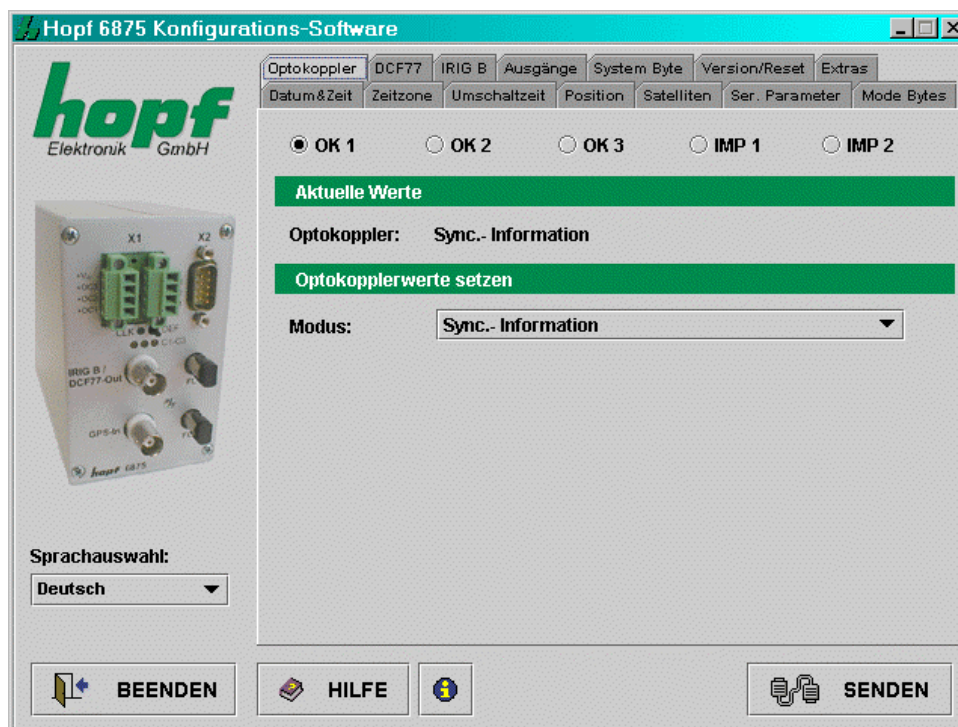 Hopf 6875 Konfigurations-Software
Optokoppler DCF77 IRIG B Ausgänge System Byte Version/Reset Extras
Datum&Zeit Zeitzone Umschaltzeit Position Satelliten Ser. Parameter Mode Bytes
hopf
Elektronik GmbH
OK 1 OK 2 OK 3 IMP 1 IMP 2
Aktuelle Werte
Optokoppler: Sync.- Information
Optokopplerwerte setzen
Modus: Sync.- Information
X1 X2
C1-C3
IRIG B /
DCF77-Out
GPS-In
hopf 6875
Sprachauswahl:
Deutsch
BEENDEN HILFE SENDEN